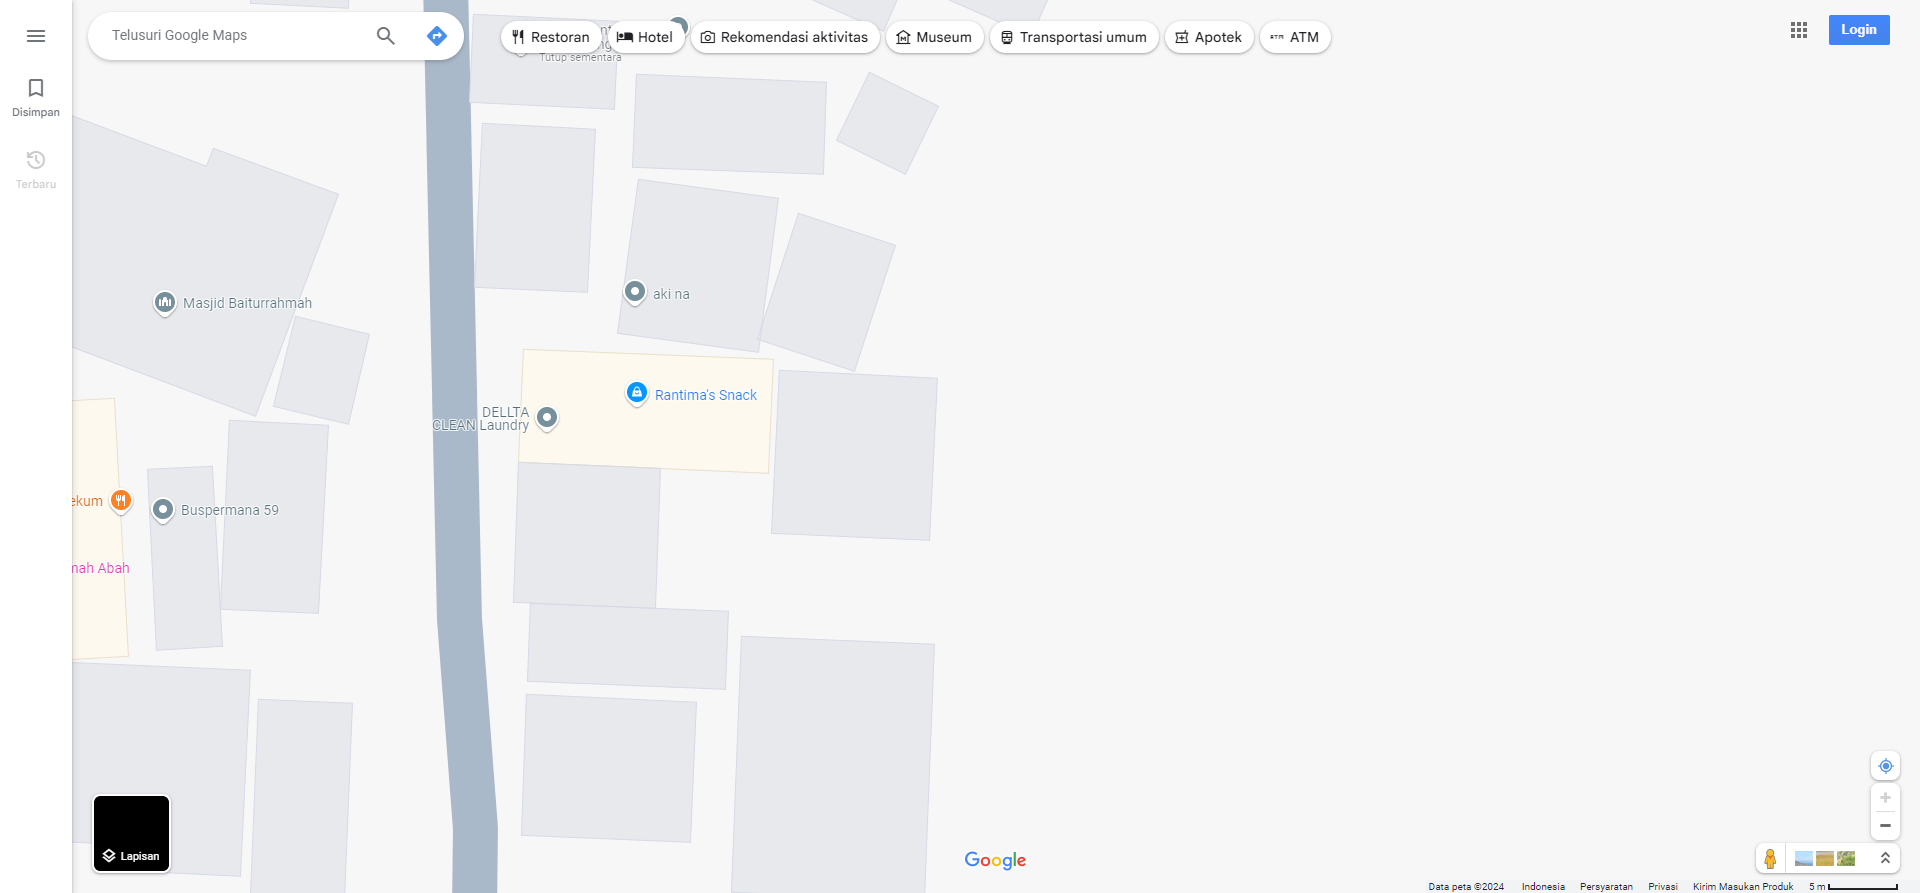 Telusuri Google Maps
Restoran
Hotel
Rekomendasi aktivitas
Museum
Transportasi umum
Apotek
ATM
Login
Tutup sementara
Disimpan
Terbaru
Masjid Baiturrahmah
aki na
Rantima's Snack
DELLTA
CLEAN Laundry
ekum
Buspermana 59
mah Abah
Lapisan
Google
Data peta ©2024
Indonesia
Persyaratan
Privasi
Kirim Masukan Produk
5 m